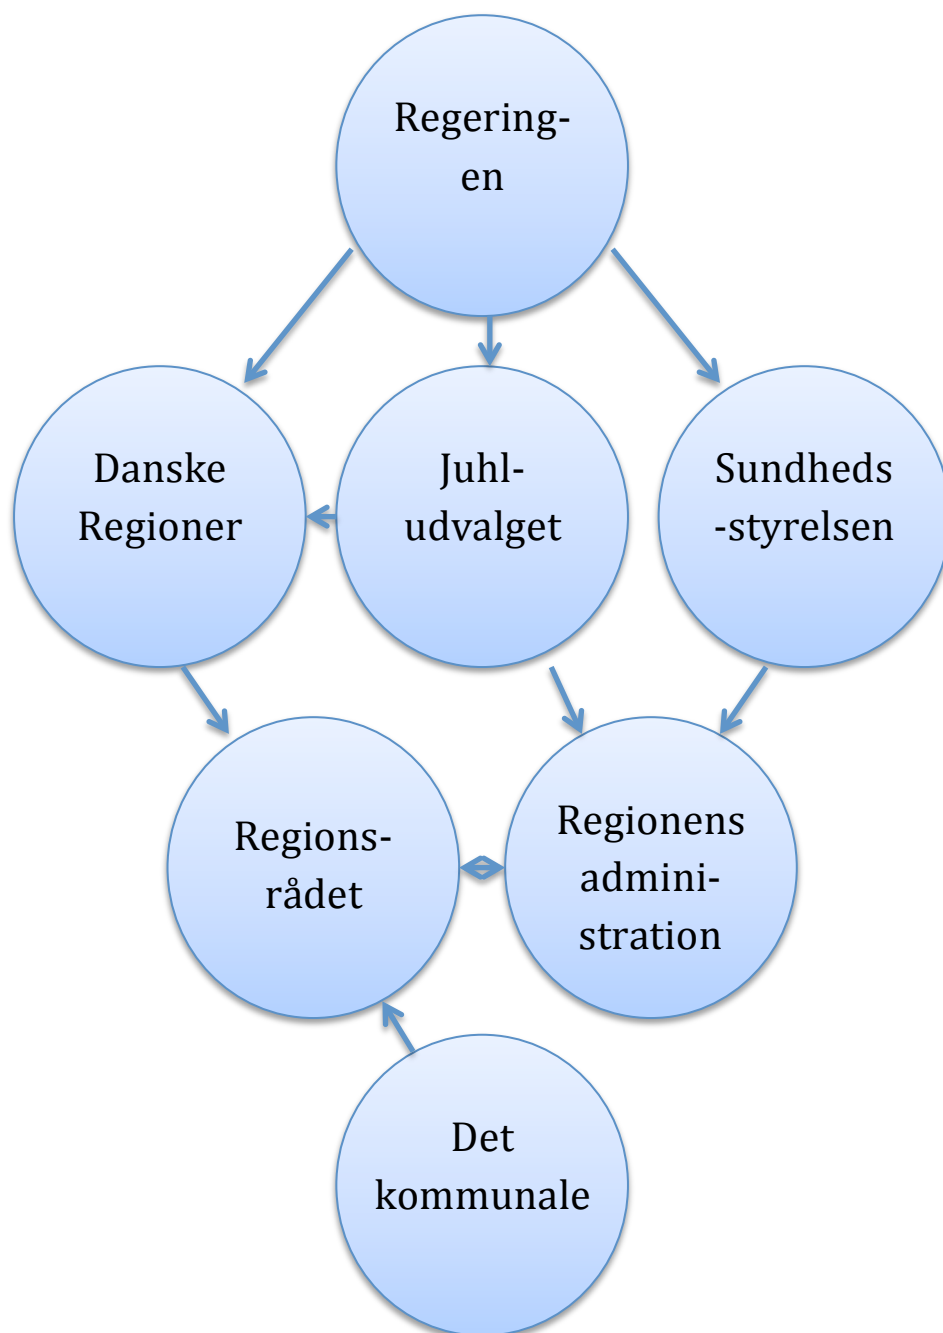 Regering-
en
Danske
Regioner
Juhl-
udvalget
Sundheds
-styrelsen
Regions-
rådet
Regionens
admini-
stration
Det
kommunale